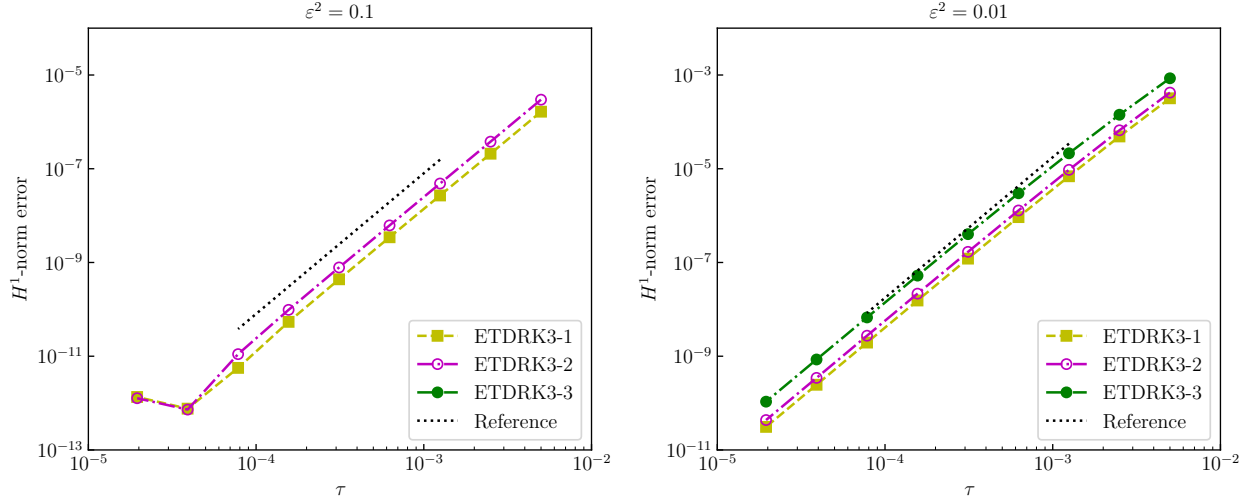 ε² = 0.1
H¹-norm error
10⁻⁵
10⁻⁷
10⁻⁹
10⁻¹¹
10⁻¹³
ETDRK3-1
ETDRK3-2
ETDRK3-3
Reference
10⁻⁵
10⁻⁴
10⁻³
10⁻²
τ
ε² = 0.01
H¹-norm error
10⁻³
10⁻⁵
10⁻⁷
10⁻⁹
10⁻¹¹
ETDRK3-1
ETDRK3-2
ETDRK3-3
Reference
10⁻⁵
10⁻⁴
10⁻³
10⁻²
τ